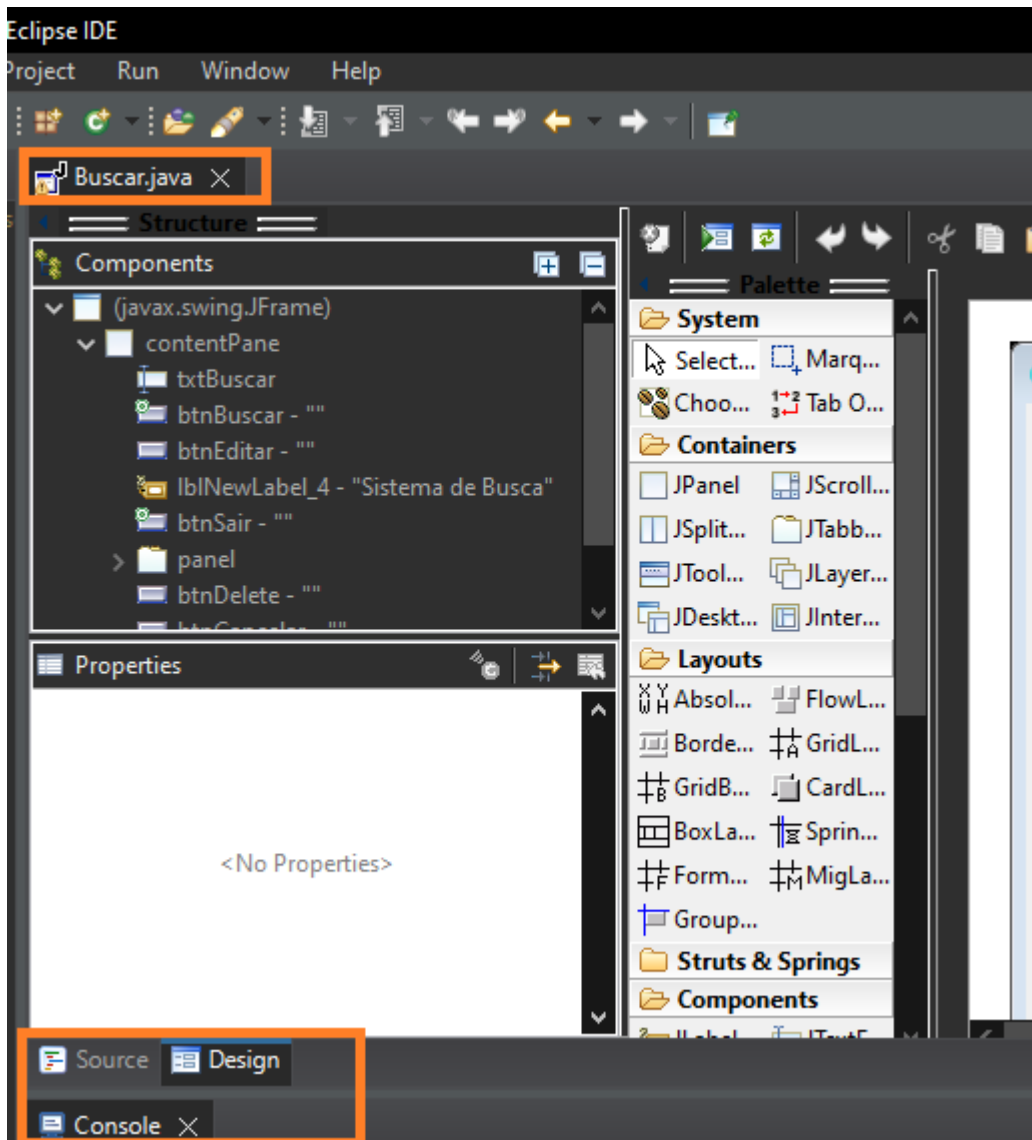 Eclipse IDE
Project Run Window Help
Buscar.java
Structure
Components
(javax.swing.JFrame)
contentPane
txtBuscar
btnBuscar - ""
btnEditar - ""
lblNewLabel_4 - "Sistema de Busca"
btnSair - ""
panel
btnDelete - ""
Properties
<No Properties>
Source Design
Console
Palette
System
Select... Marq...
Choo... Tab O...
Containers
JPanel JScroll...
JSplit... JTabb...
JTool... JLayer...
JDeskt... JInter...
Layouts
Absol... FlowL...
Borde... GridL...
GridB... CardL...
BoxLa... Sprin...
Form... MigLa...
Group...
Struts & Springs
Components